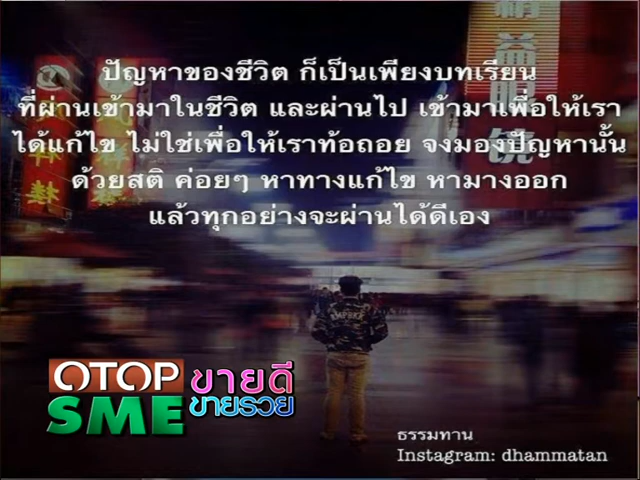 ปัญหาของชีวิต ก็เป็นเพียงบทเรียน
ที่ผ่านเข้ามาในชีวิต และผ่านไป เข้ามาเพื่อให้เรา
ได้แก้ไข ไม่ใช่เพื่อให้เราท้อถอย จงมองปัญหานั้น
ด้วยสติ ค่อยๆ หาทางแก้ไข หามางออก
แล้วทุกอย่างจะผ่านได้ดีเอง
OTOP ขายดี
SME ขายรวย
ธรรมทาน
Instagram: dhammatan